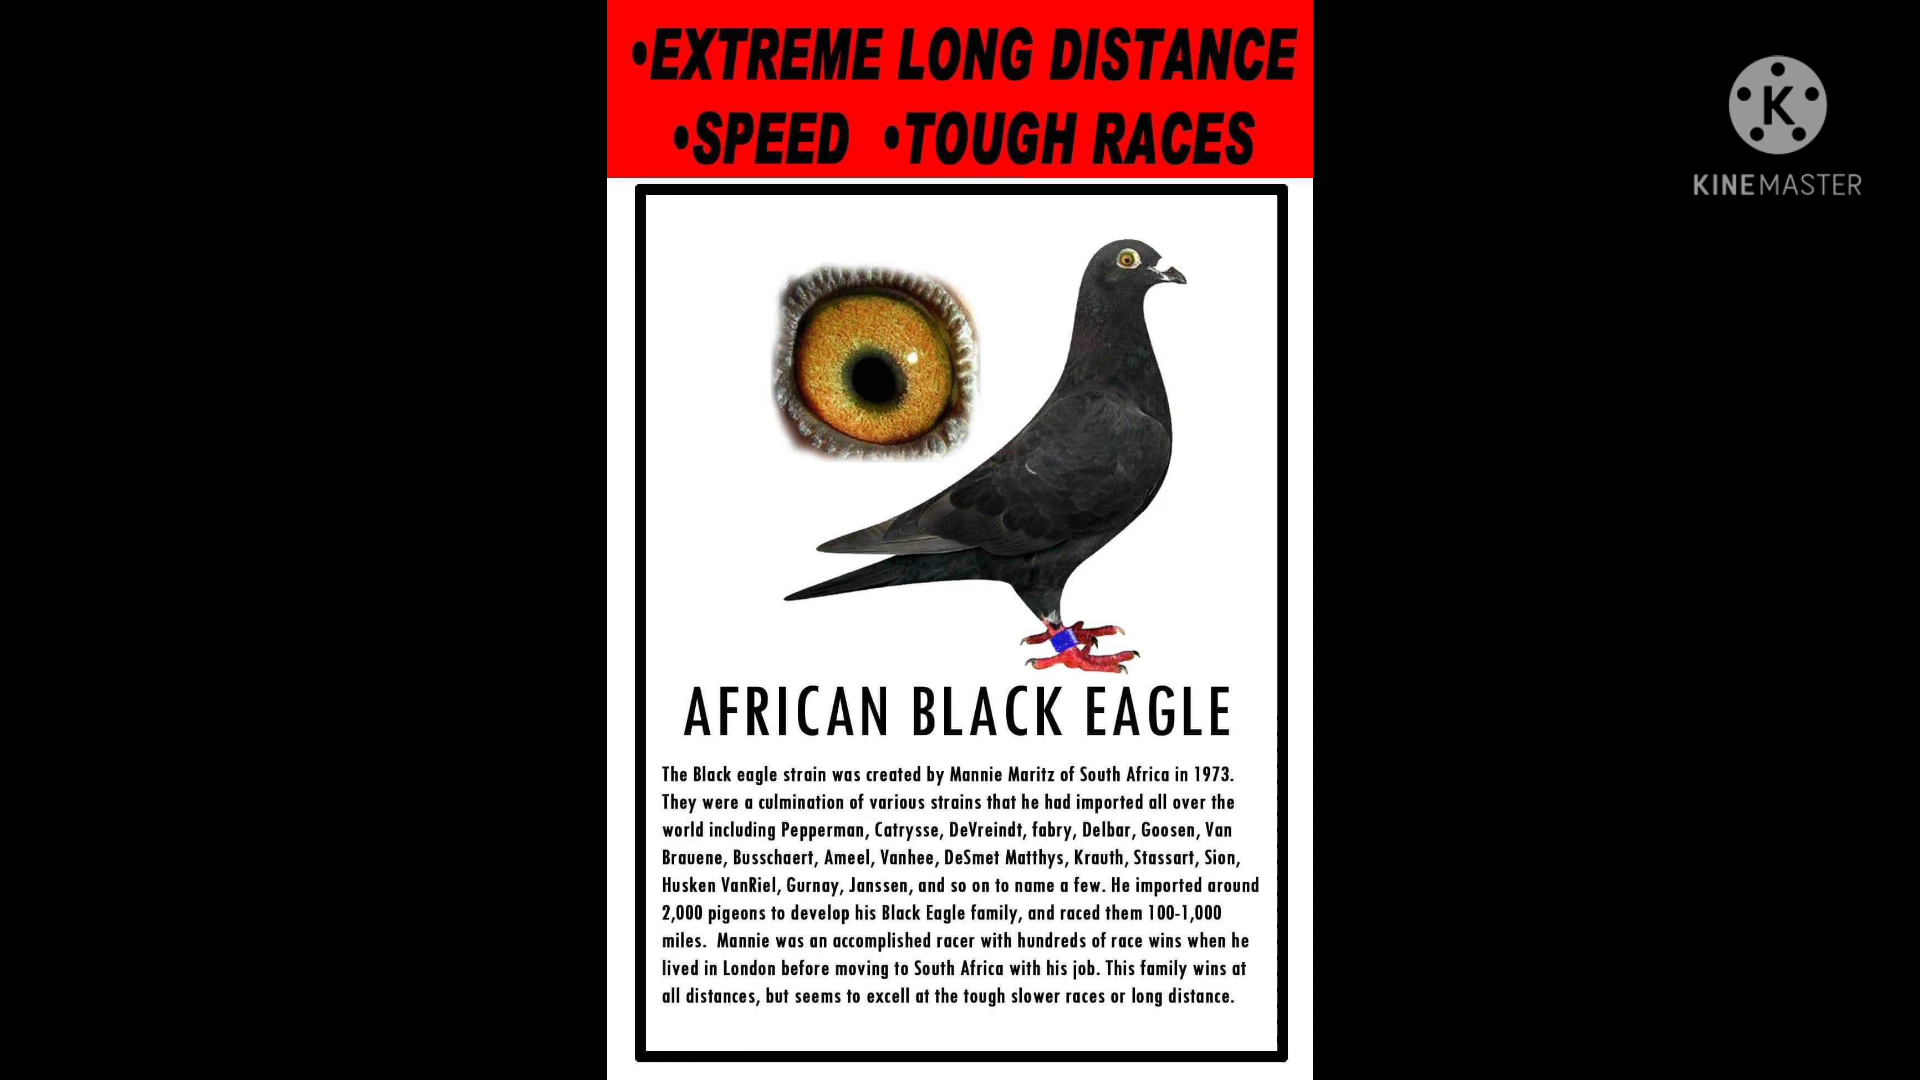 •EXTREME LONG DISTANCE
•SPEED •TOUGH RACES
K
KINEMASTER
AFRICAN BLACK EAGLE
The Black eagle strain was created by Mannie Maritz of South Africa in 1973.
They were a culmination of various strains that he had imported all over the
world including Pepperman, Catrysse, DeVreindt, fabry, Delbar, Goosen, Van
Brauene, Busschaert, Ameel, Vanhee, DeSmet Matthys, Krauth, Stassart, Sion,
Husken VanRiel, Gurnay, Janssen, and so on to name a few. He imported around
2,000 pigeons to develop his Black Eagle family, and raced them 100-1,000
miles. Mannie was an accomplished racer with hundreds of race wins when he
lived in London before moving to South Africa with his job. This family wins at
all distances, but seems to excell at the tough slower races or long distance.